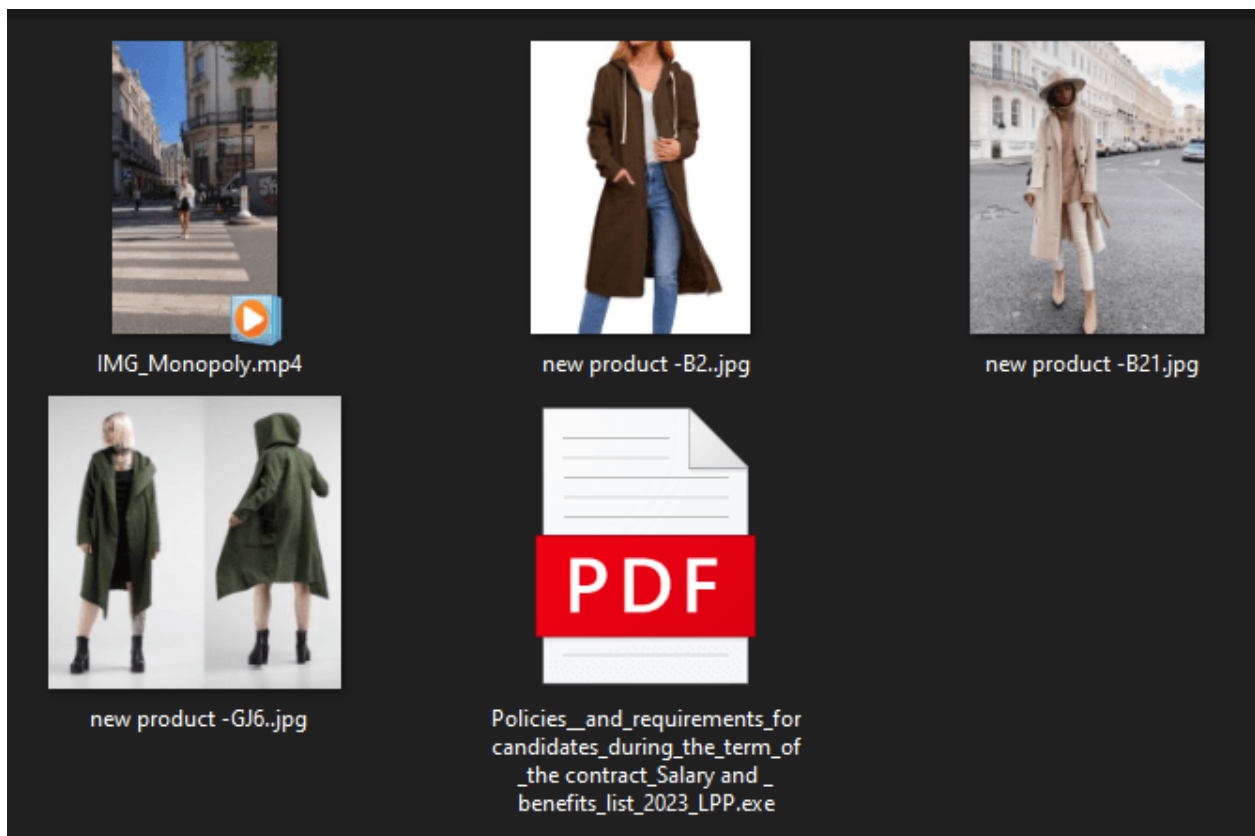 IMG_Monopoly.mp4
new product -B2..jpg
new product -B21.jpg
new product -GJ6..jpg
PDF
Policies__and_requirements_for
candidates_during_the_term_of
_the contract_Salary and _
benefits_list_2023_LPP.exe